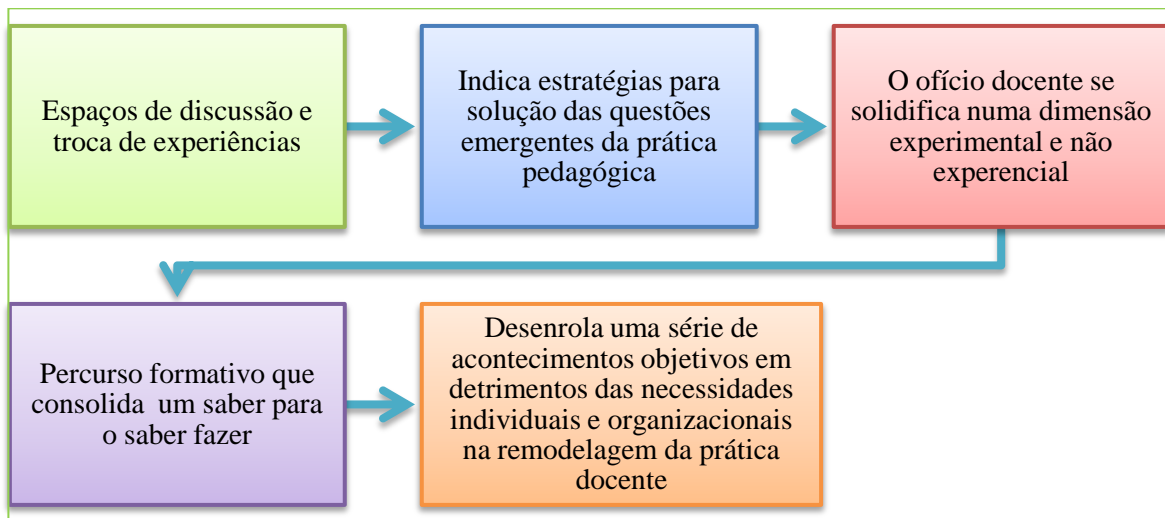 Espaços de discussão e
troca de experiências
Indica estratégias para
solução das questões
emergentes da prática
pedagógica
O ofício docente se
solidifica numa dimensão
experimental e não
experencial
Percurso formativo que
consolida um saber para
o saber fazer
Desenrola uma série de
acontecimentos objetivos em
detrimentos das necessidades
individuais e organizacionais
na remodelagem da prática
docente